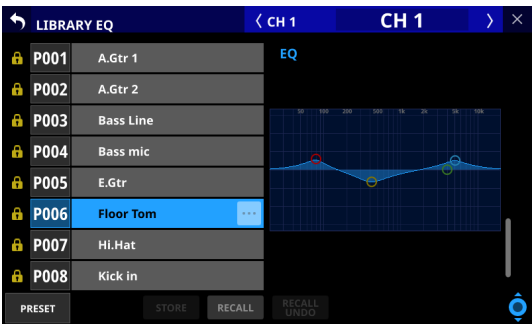 LIBRARY EQ
CH 1
CH 1
P001 A.Gtr 1
P002 A.Gtr 2
P003 Bass Line
P004 Bass mic
P005 E.Gtr
P006 Floor Tom ...
P007 Hi.Hat
P008 Kick in
EQ
50 100 200 500 1k 2k 5k 10k
PRESET
STORE
RECALL
RECALL
UNDO